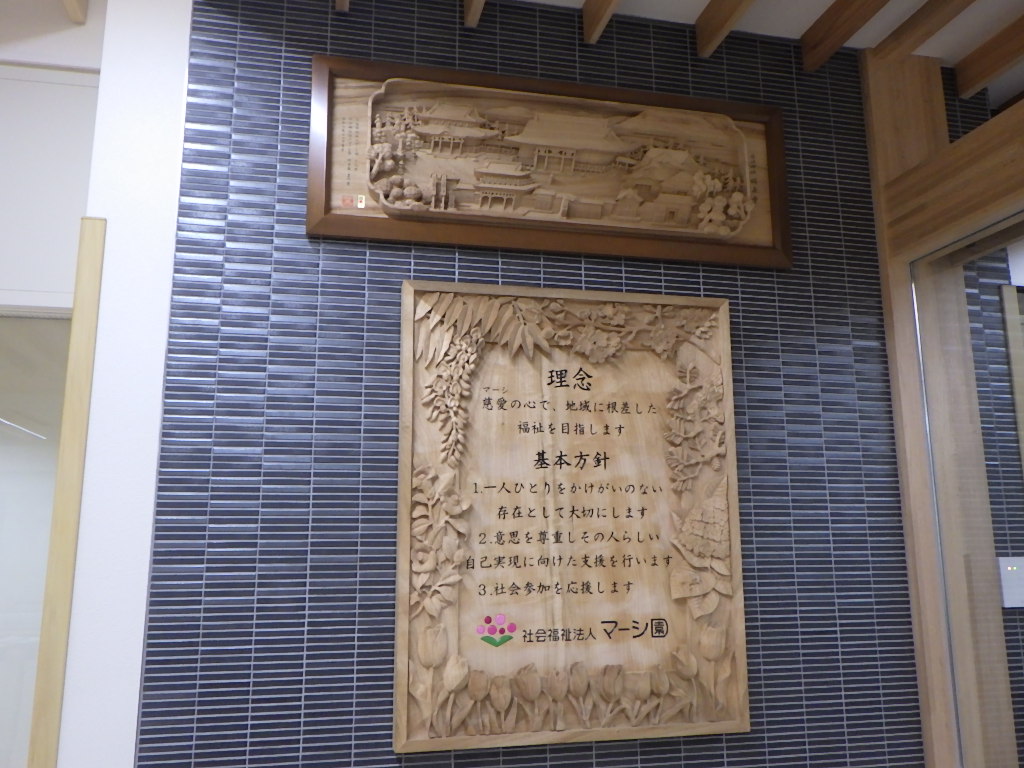 理念
マーシ
慈愛の心で、地域に根差した
福祉を目指します
基本方針
1.一人ひとりをかけがいのない
存在として大切にします
2.意思を尊重しその人らしい
自己実現に向けた支援を行います
3.社会参加を応援します
社会福祉法人 マーシ園